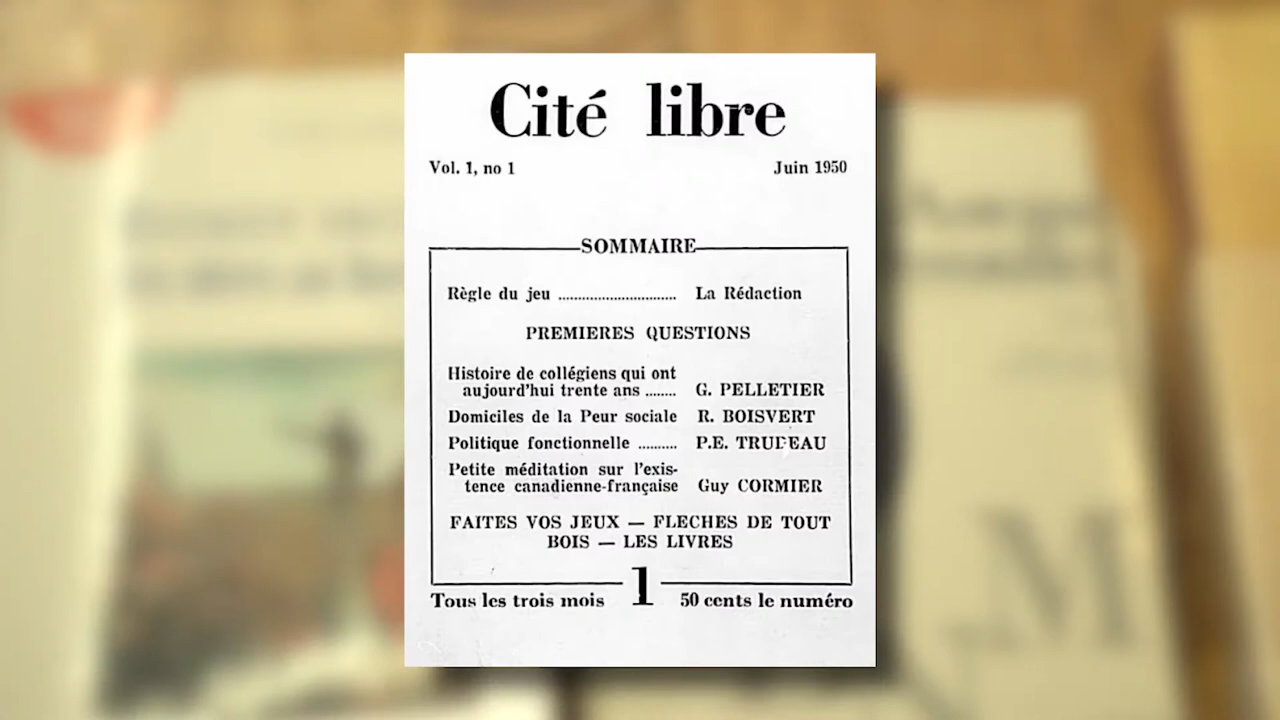 Cité libre
Vol. 1, no 1 Juin 1950
SOMMAIRE
Règle du jeu .............................. La Rédaction
PREMIERES QUESTIONS
Histoire de collégiens qui ont
aujourd'hui trente ans ........ G. PELLETIER
Domiciles de la Peur sociale R. BOISVERT
Politique fonctionnelle .......... P.E. TRUDEAU
Petite méditation sur l'exis-
tence canadienne-française Guy CORMIER
FAITES VOS JEUX — FLECHES DE TOUT
BOIS — LES LIVRES
1
Tous les trois mois 50 cents le numéro
M